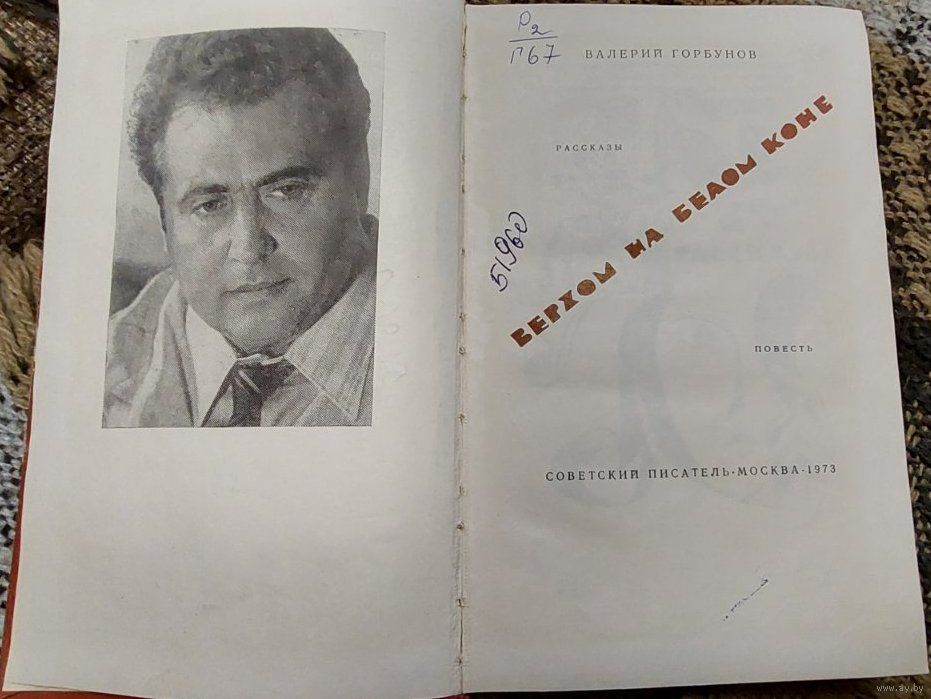 Р2
Г67
ВАЛЕРИЙ ГОРБУНОВ
РАССКАЗЫ
ВЕРХОМ НА БЕЛОМ КОНЕ
51960
ПОВЕСТЬ
СОВЕТСКИЙ ПИСАТЕЛЬ·МОСКВА·1973
www.ay.by